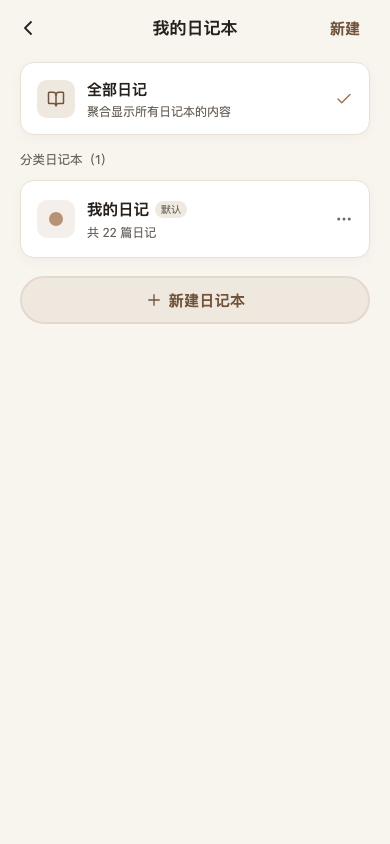 我的日记本 新建
全部日记
聚合显示所有日记本的内容
分类日记本（1）
我的日记 默认
共 22 篇日记
新建日记本